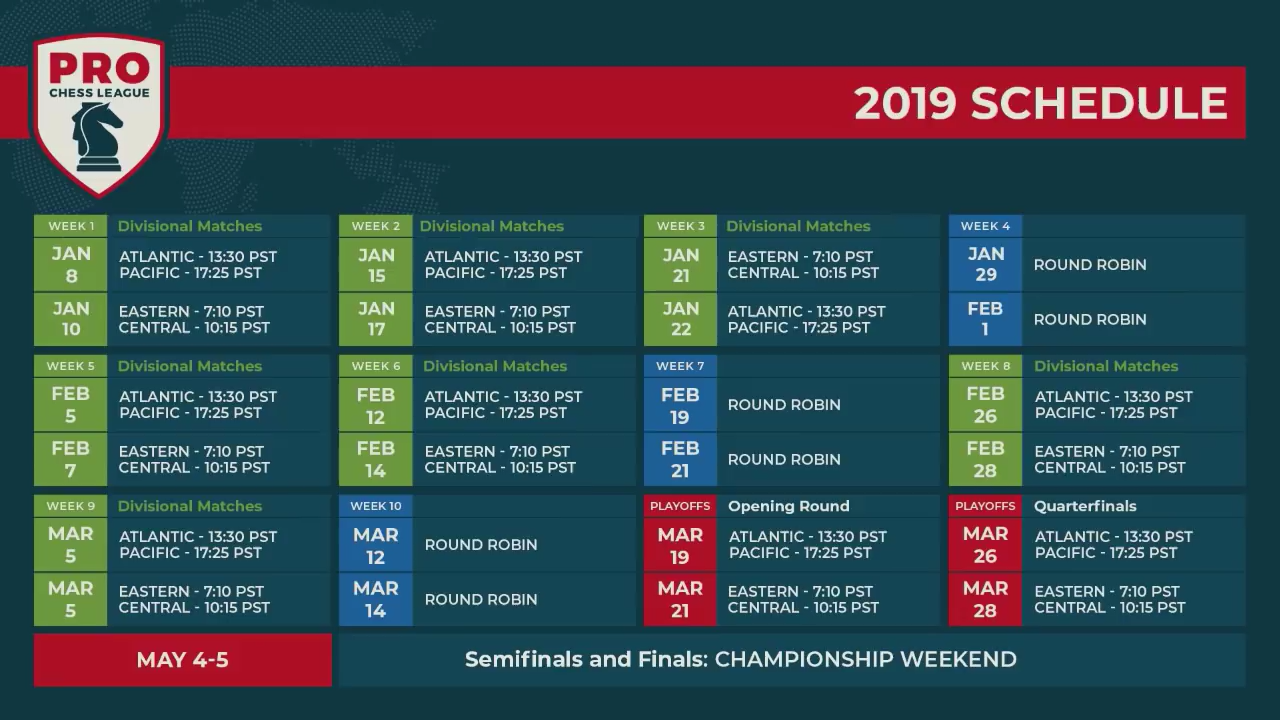 PRO
CHESS LEAGUE
2019 SCHEDULE
WEEK 1
Divisional Matches
JAN
8
ATLANTIC - 13:30 PST
PACIFIC - 17:25 PST
JAN
10
EASTERN - 7:10 PST
CENTRAL - 10:15 PST
WEEK 2
Divisional Matches
JAN
15
ATLANTIC - 13:30 PST
PACIFIC - 17:25 PST
JAN
17
EASTERN - 7:10 PST
CENTRAL - 10:15 PST
WEEK 3
Divisional Matches
JAN
21
EASTERN - 7:10 PST
CENTRAL - 10:15 PST
JAN
22
ATLANTIC - 13:30 PST
PACIFIC - 17:25 PST
WEEK 4
JAN
29
ROUND ROBIN
FEB
1
ROUND ROBIN
WEEK 5
Divisional Matches
FEB
5
ATLANTIC - 13:30 PST
PACIFIC - 17:25 PST
FEB
7
EASTERN - 7:10 PST
CENTRAL - 10:15 PST
WEEK 6
Divisional Matches
FEB
12
ATLANTIC - 13:30 PST
PACIFIC - 17:25 PST
FEB
14
EASTERN - 7:10 PST
CENTRAL - 10:15 PST
WEEK 7
FEB
19
ROUND ROBIN
FEB
21
ROUND ROBIN
WEEK 8
Divisional Matches
FEB
26
ATLANTIC - 13:30 PST
PACIFIC - 17:25 PST
FEB
28
EASTERN - 7:10 PST
CENTRAL - 10:15 PST
WEEK 9
Divisional Matches
MAR
5
ATLANTIC - 13:30 PST
PACIFIC - 17:25 PST
MAR
5
EASTERN - 7:10 PST
CENTRAL - 10:15 PST
WEEK 10
MAR
12
ROUND ROBIN
MAR
14
ROUND ROBIN
PLAYOFFS
Opening Round
MAR
19
ATLANTIC - 13:30 PST
PACIFIC - 17:25 PST
MAR
21
EASTERN - 7:10 PST
CENTRAL - 10:15 PST
PLAYOFFS
Quarterfinals
MAR
26
ATLANTIC - 13:30 PST
PACIFIC - 17:25 PST
MAR
28
EASTERN - 7:10 PST
CENTRAL - 10:15 PST
MAY 4-5
Semifinals and Finals: CHAMPIONSHIP WEEKEND